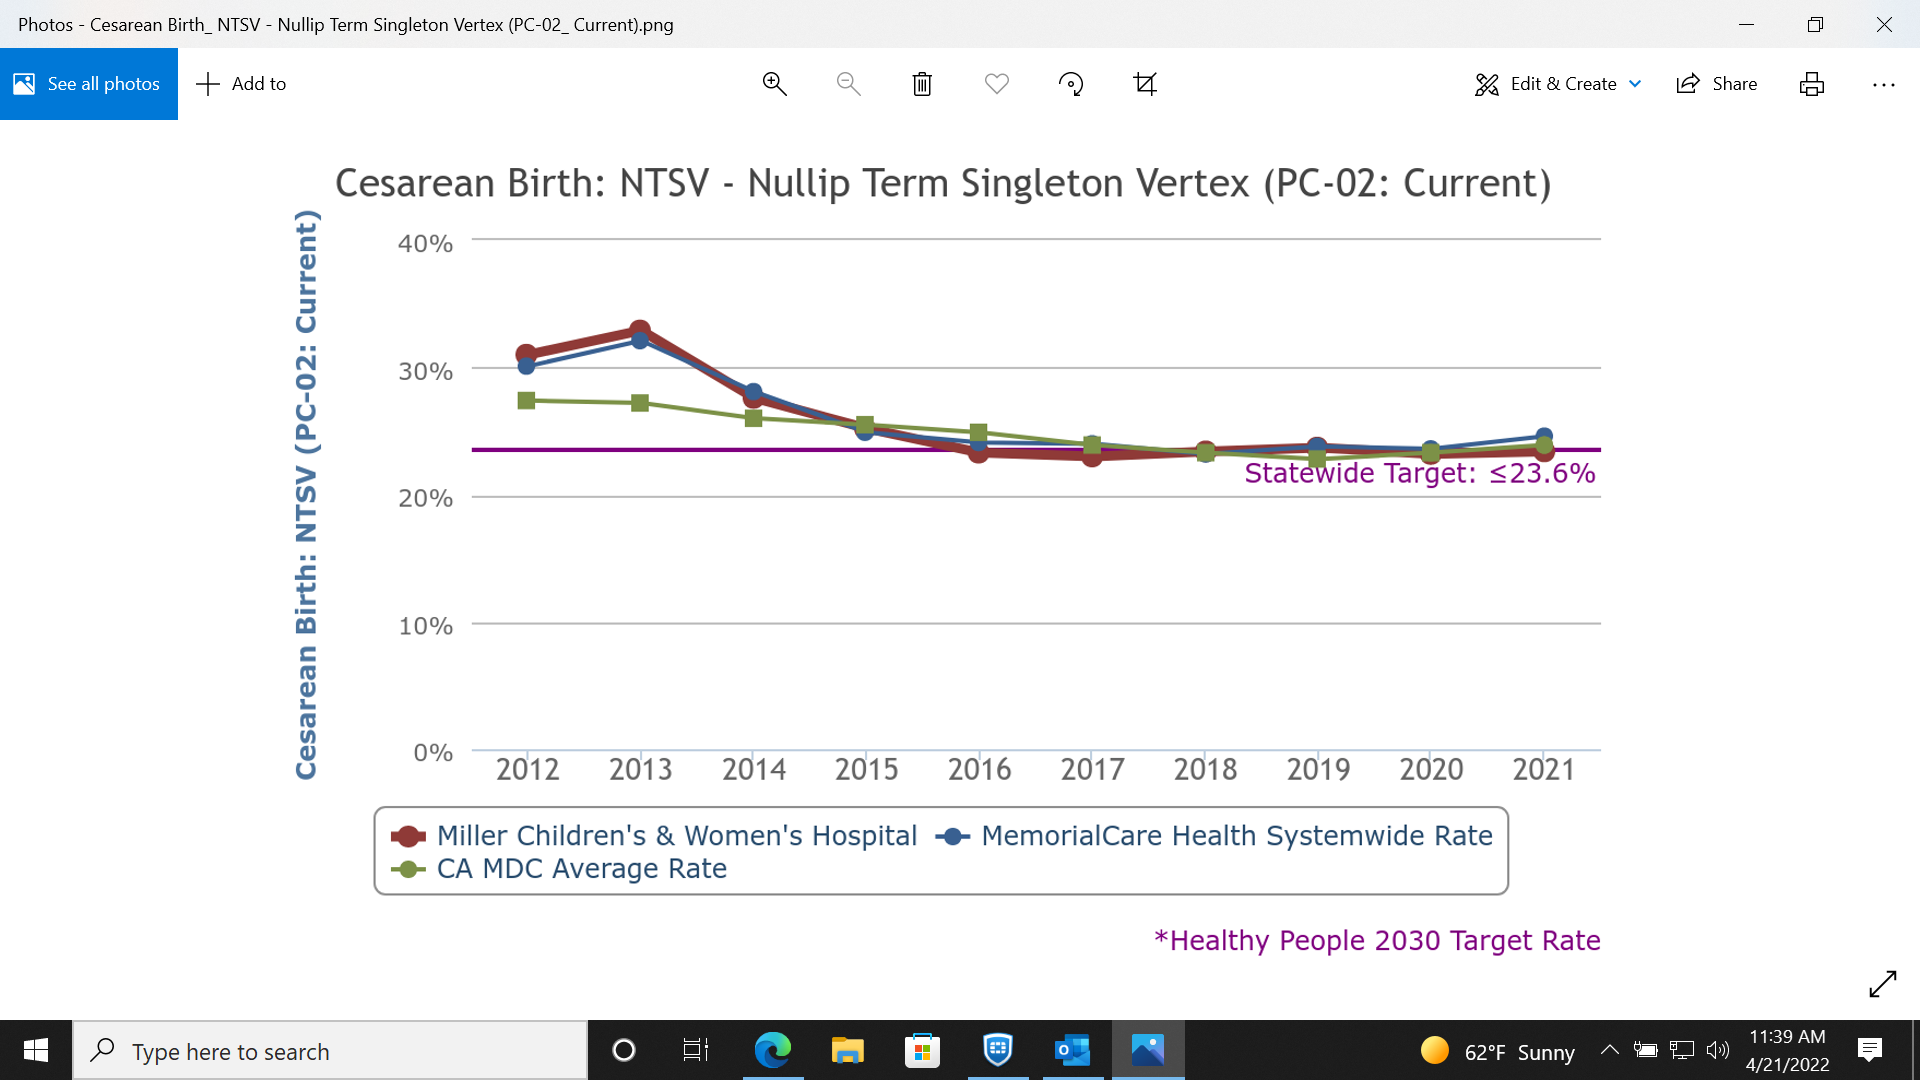 Photos - Cesarean Birth_ NTSV - Nullip Term Singleton Vertex (PC-02_ Current).png
See all photos
Add to
Edit & Create
Share
Cesarean Birth: NTSV - Nullip Term Singleton Vertex (PC-02: Current)
Cesarean Birth: NTSV (PC-02: Current)
40%
30%
20%
10%
0%
Statewide Target: ≤23.6%
2012 2013 2014 2015 2016 2017 2018 2019 2020 2021
Miller Children's & Women's Hospital MemorialCare Health Systemwide Rate
CA MDC Average Rate
*Healthy People 2030 Target Rate
Type here to search
62°F Sunny
11:39 AM
4/21/2022